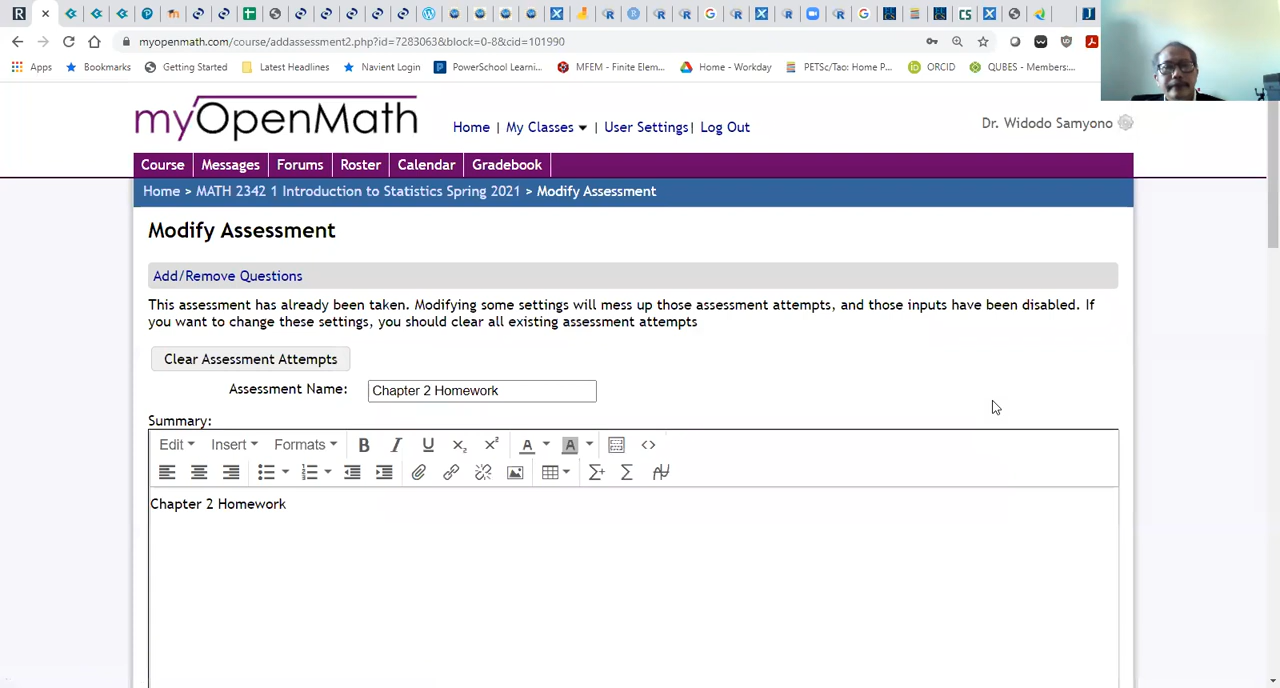 myopenmath.com/course/addassessment2.php?id=7283063&block=0-8&cid=101990
Apps Bookmarks Getting Started Latest Headlines Navient Login Powerschool Learni... MFEM - Finite Elem... Home - Workday PETSc/Tao: Home P... ORCID QUBES - Members:...
myOpenMath
Home | My Classes | User Settings | Log Out
Dr. Widodo Samyono
Course Messages Forums Roster Calendar Gradebook
Home > MATH 2342 1 Introduction to Statistics Spring 2021 > Modify Assessment
Modify Assessment
Add/Remove Questions
This assessment has already been taken. Modifying some settings will mess up those assessment attempts, and those inputs have been disabled. If
you want to change these settings, you should clear all existing assessment attempts
Clear Assessment Attempts
Assessment Name: Chapter 2 Homework
Summary:
Edit Insert Formats B I U X₂ X² A A <>
Chapter 2 Homework